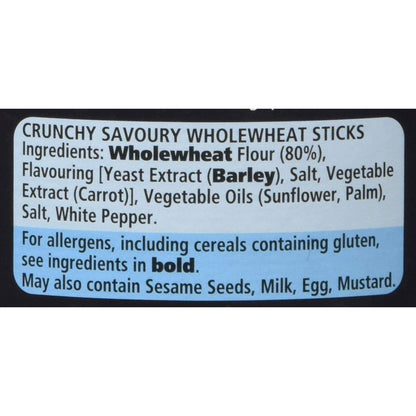 CRUNCHY SAVOURY WHOLEWHEAT STICKS
Ingredients: Wholewheat Flour (80%),
Flavouring [Yeast Extract (Barley), Salt, Vegetable
Extract (Carrot)], Vegetable Oils (Sunflower, Palm),
Salt, White Pepper.
For allergens, including cereals containing gluten,
see ingredients in bold.
May also contain Sesame Seeds, Milk, Egg, Mustard.